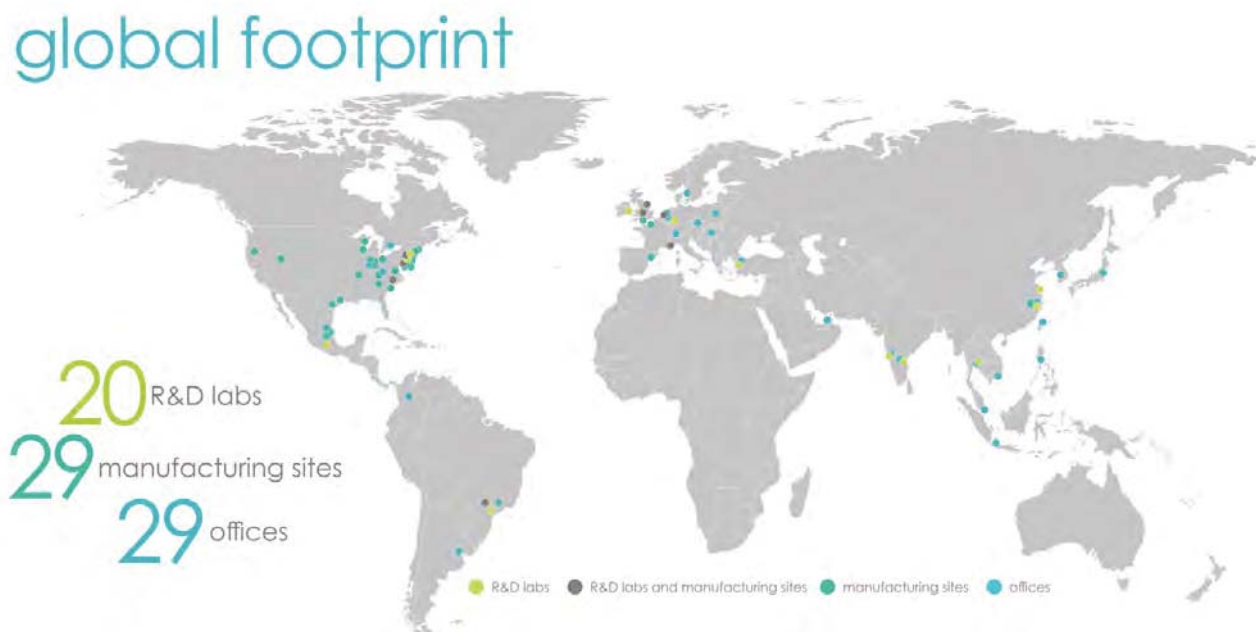 global footprint
20 R&D labs
29 manufacturing sites
29 offices
R&D labs R&D labs and manufacturing sites manufacturing sites offices